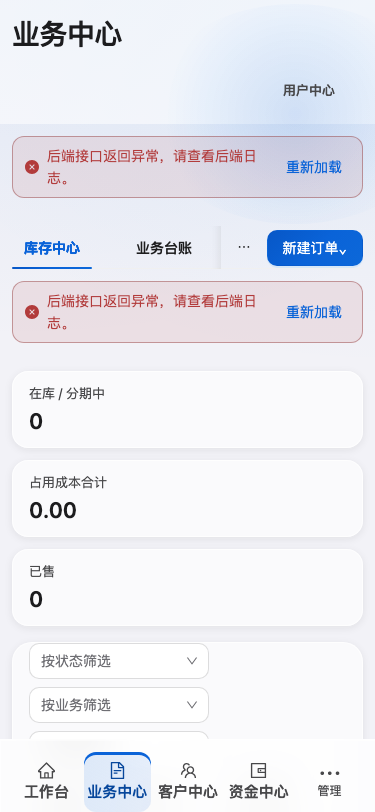 业务中心
用户中心
后端接口返回异常，请查看后端日
志。
重新加载
库存中心
业务台账
···
新建订单
后端接口返回异常，请查看后端日
志。
重新加载
在库 / 分期中
0
占用成本合计
0.00
已售
0
按状态筛选
按业务筛选
工作台
业务中心
客户中心
资金中心
管理